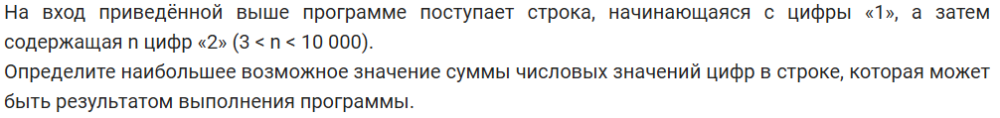 На вход приведённой выше программе поступает строка, начинающаяся с цифры «1», а затем
содержащая n цифр «2» (3 < n < 10 000).
Определите наибольшее возможное значение суммы числовых значений цифр в строке, которая может
быть результатом выполнения программы.